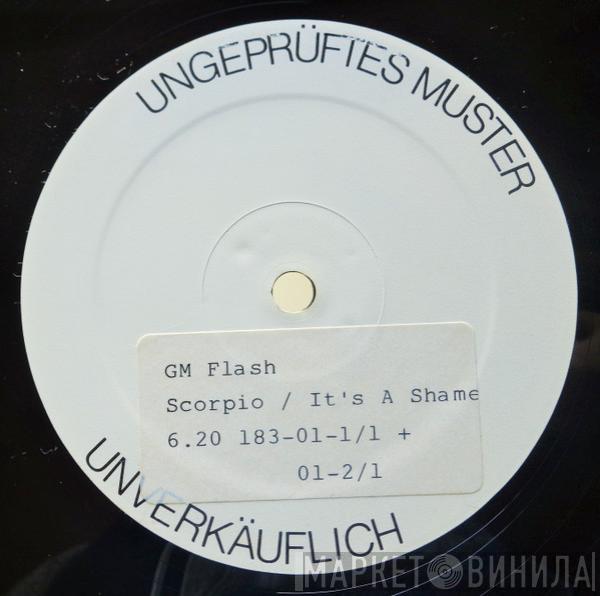 UNGEPRÜFTES MUSTER
GM Flash
Scorpio / It's A Shame
6.20 183-01-1/1 +
01-2/1
UNVERKÄUFLICH
МАРКЕТ ВИНИЛА